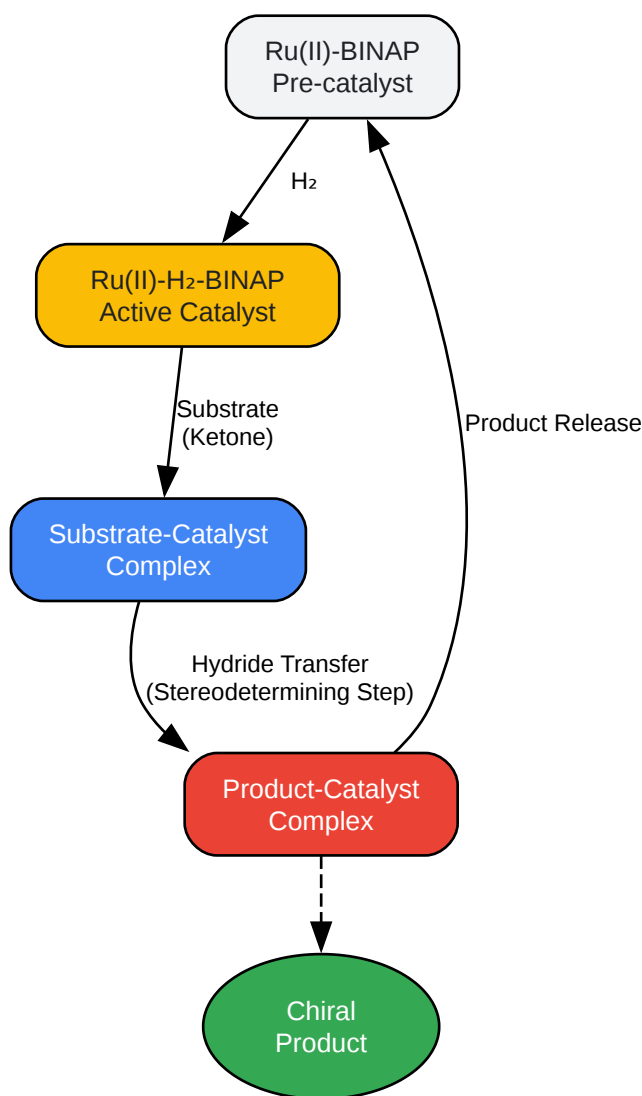 Ru(II)-BINAP
Pre-catalyst
H₂
Ru(II)-H₂-BINAP
Active Catalyst
Substrate
(Ketone)
Product Release
Substrate-Catalyst
Complex
Hydride Transfer
(Stereodetermining Step)
Product-Catalyst
Complex
Chiral
Product